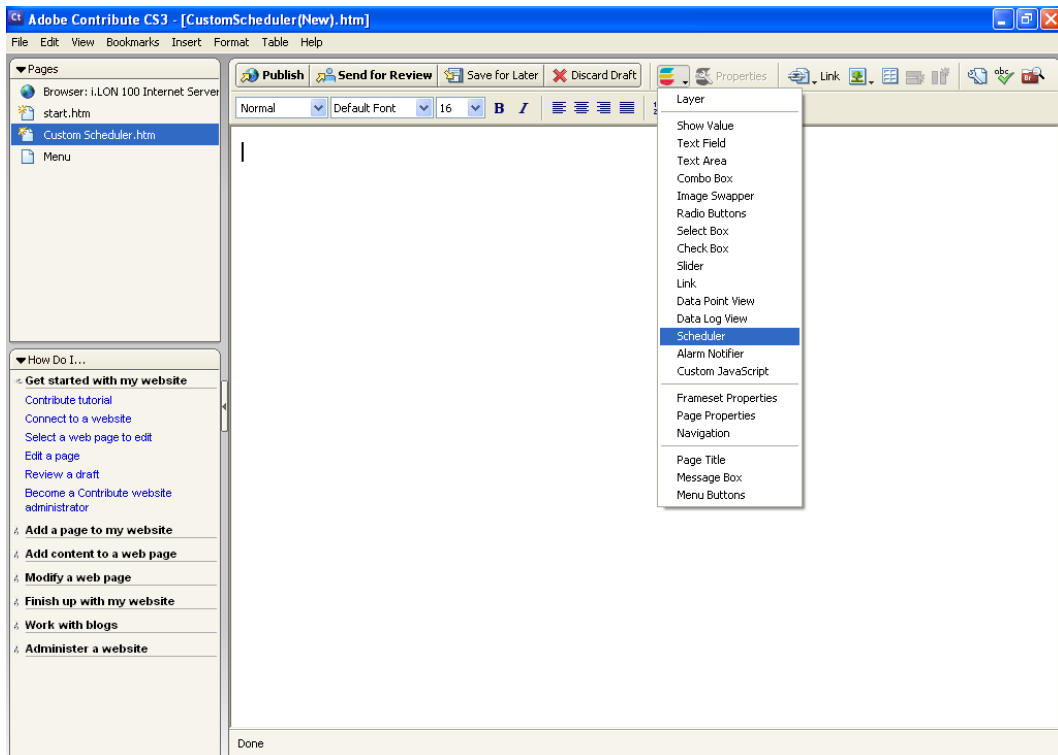 Ct Adobe Contribute CS3 - [CustomScheduler(New).htm]
File Edit View Bookmarks Insert Format Table Help
Pages
Browser: i.LON 100 Internet Server
start.htm
Custom Scheduler.htm
Menu
How Do I...
Get started with my website
Contribute tutorial
Connect to a website
Select a web page to edit
Edit a page
Review a draft
Become a Contribute website
administrator
Add a page to my website
Add content to a web page
Modify a web page
Finish up with my website
Work with blogs
Administer a website
Publish Send for Review Save for Later Discard Draft Properties Link abc Br
Normal Default Font 16 B I
Layer
Show Value
Text Field
Text Area
Combo Box
Image Swapper
Radio Buttons
Select Box
Check Box
Slider
Link
Data Point View
Data Log View
Scheduler
Alarm Notifier
Custom JavaScript
Frameset Properties
Page Properties
Navigation
Page Title
Message Box
Menu Buttons
Done